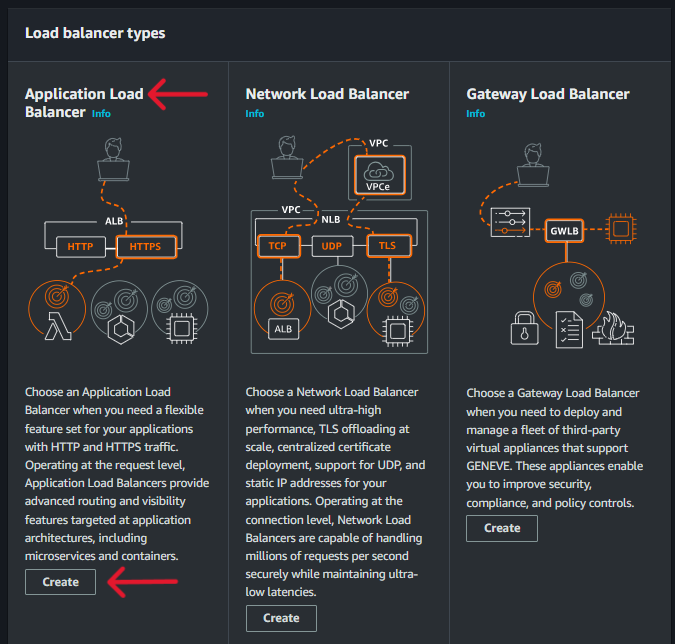 Load balancer types
Application Load
Balancer Info
ALB
HTTP
HTTPS
Choose an Application Load
Balancer when you need a flexible
feature set for your applications
with HTTP and HTTPS traffic.
Operating at the request level,
Application Load Balancers provide
advanced routing and visibility
features targeted at application
architectures, including
microservices and containers.
Create
Network Load Balancer
Info
VPC
VPCe
VPC
NLB
TCP
UDP
TLS
ALB
Choose a Network Load Balancer
when you need ultra-high
performance, TLS offloading at
scale, centralized certificate
deployment, support for UDP, and
static IP addresses for your
applications. Operating at the
connection level, Network Load
Balancers are capable of handling
millions of requests per second
securely while maintaining ultra-
low latencies.
Create
Gateway Load Balancer
Info
GWLB
Choose a Gateway Load Balancer
when you need to deploy and
manage a fleet of third-party
virtual appliances that support
GENEVE. These appliances enable
you to improve security,
compliance, and policy controls.
Create